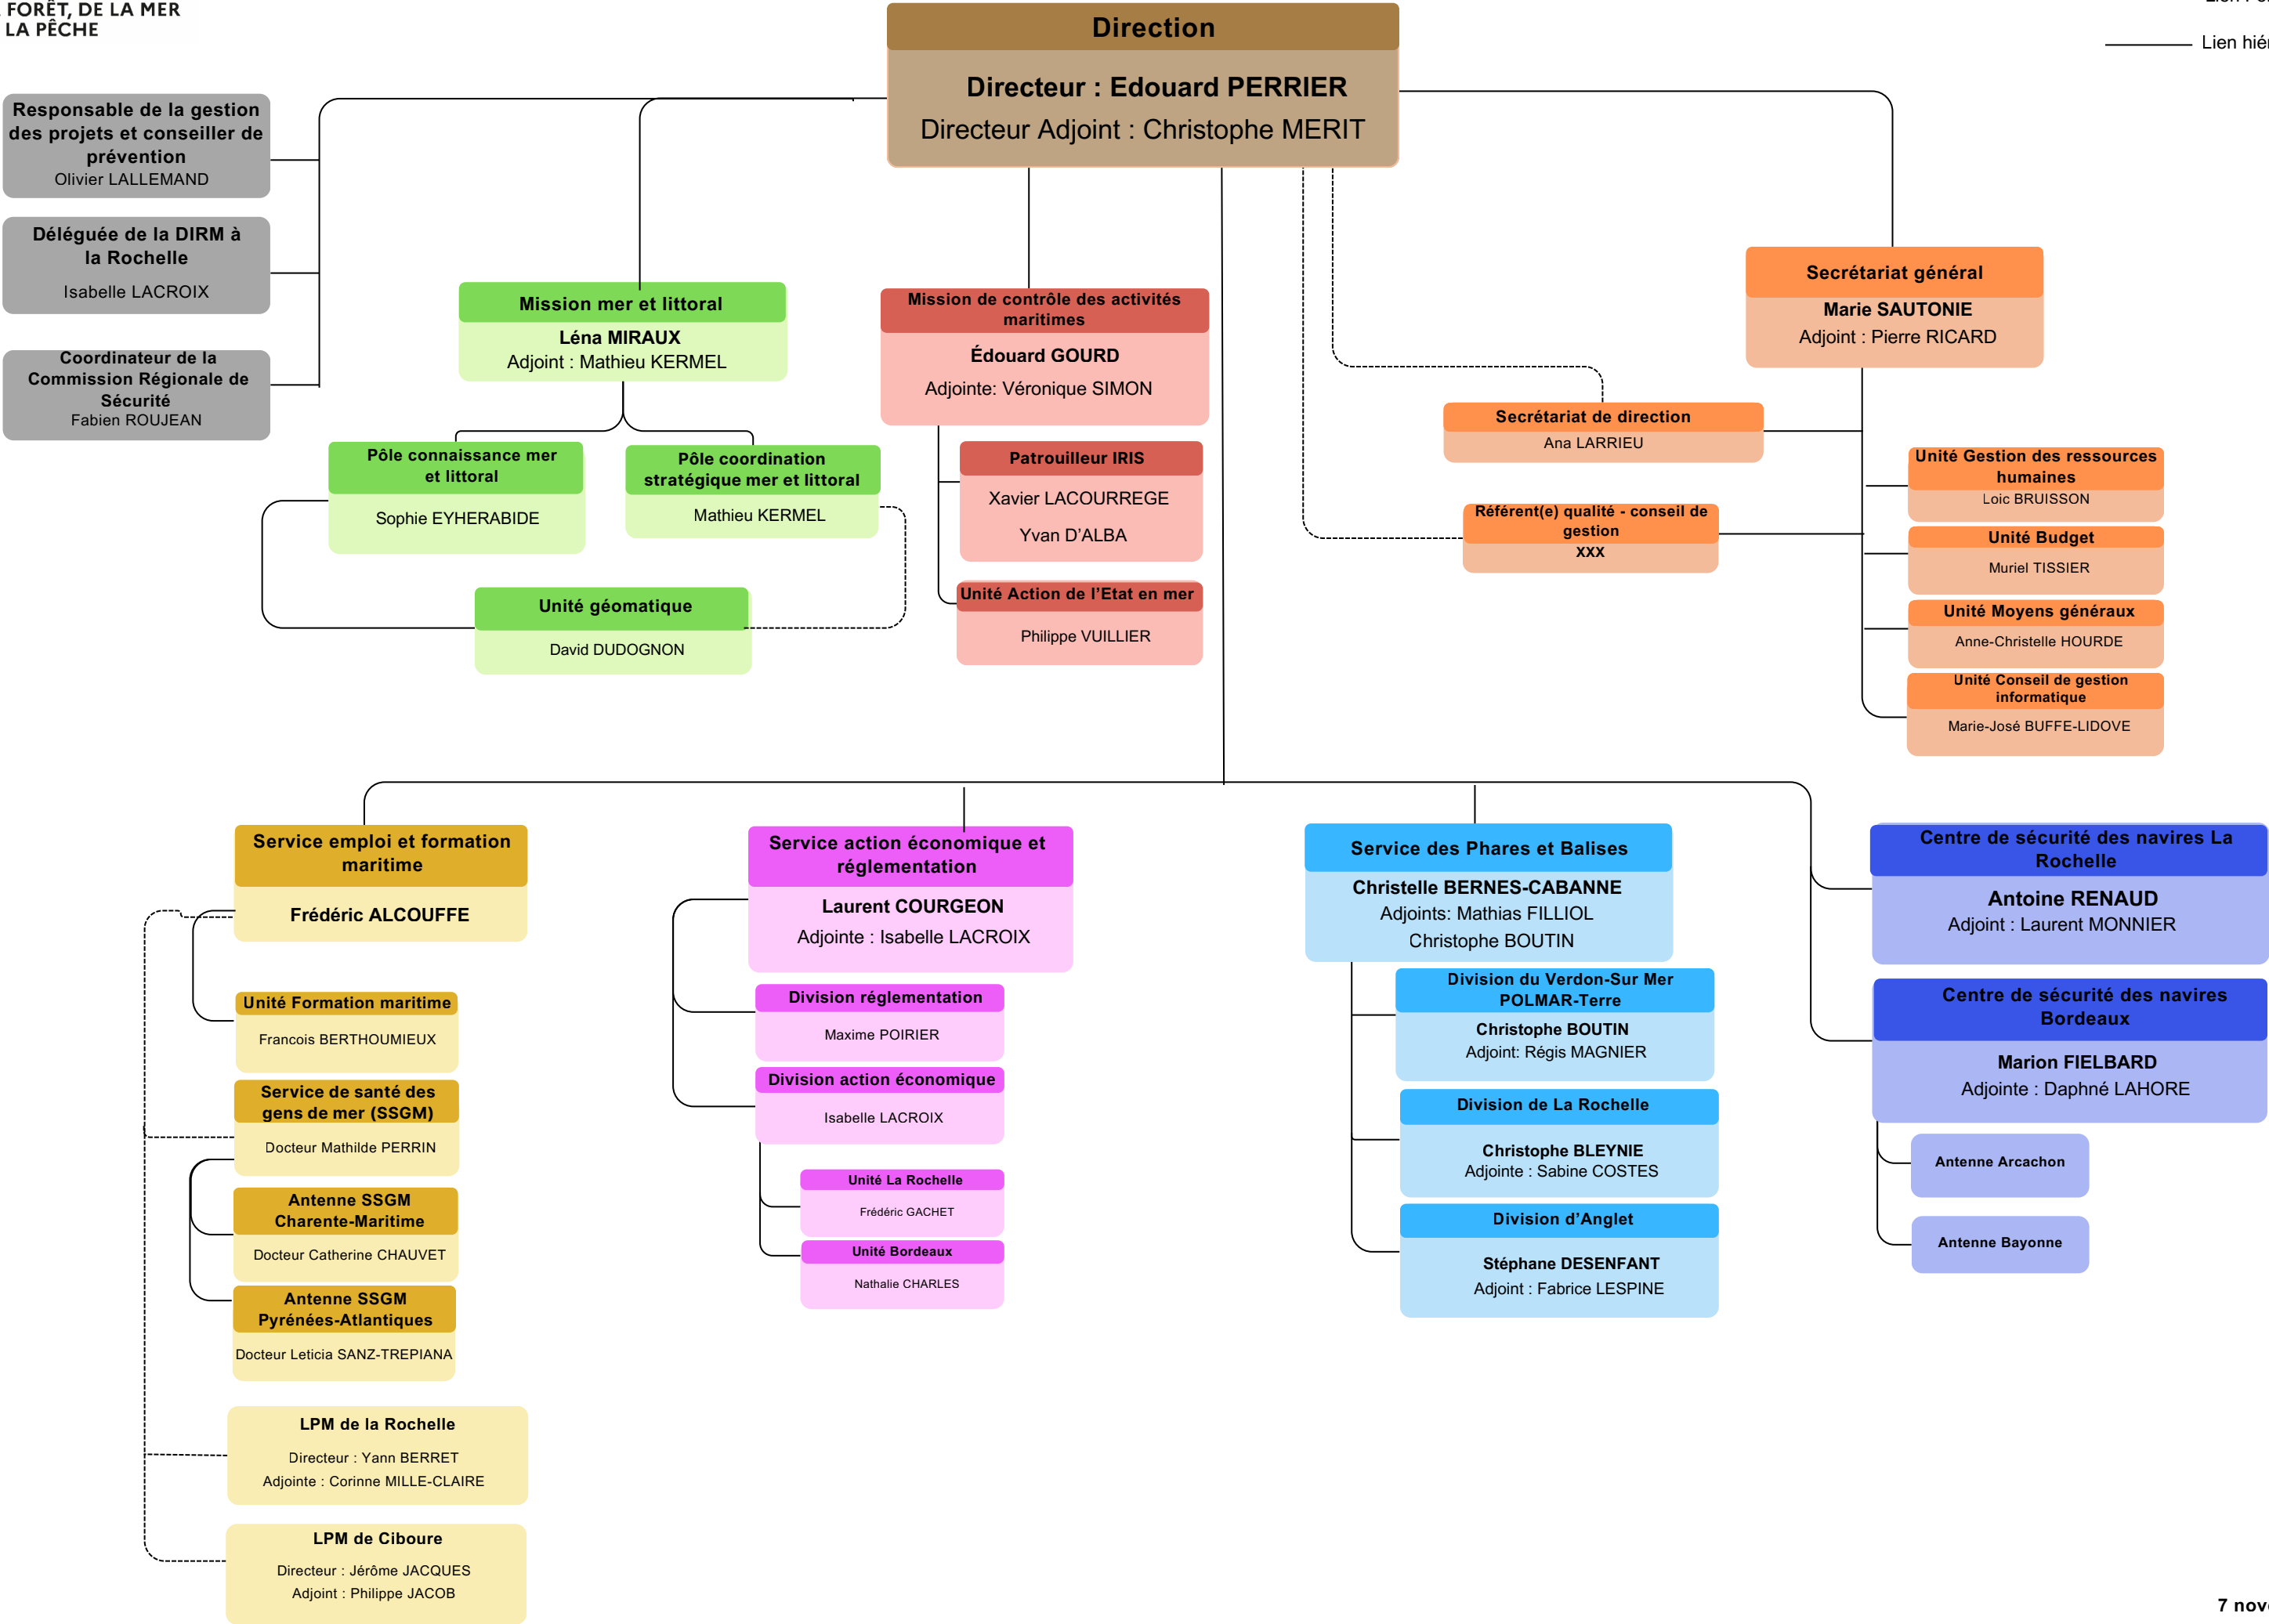 FORÊT, DE LA MER
LA PÊCHE
Lien hiér
Direction
Directeur : Edouard PERRIER
Directeur Adjoint : Christophe MERIT
Responsable de la gestion
des projets et conseiller de
prévention
Olivier LALLEMAND
Déléguée de la DIRM à
la Rochelle
Isabelle LACROIX
Coordinateur de la
Commission Régionale de
Sécurité
Fabien ROUJEAN
Mission mer et littoral
Léna MIRAUX
Adjoint : Mathieu KERMEL
Pôle connaissance mer
et littoral
Sophie EYHERABIDE
Pôle coordination
stratégique mer et littoral
Mathieu KERMEL
Unité géomatique
David DUDOGNON
Mission de contrôle des activités
maritimes
Édouard GOURD
Adjointe: Véronique SIMON
Patrouilleur IRIS
Xavier LACOURREGE
Yvan D’ALBA
Unité Action de l’Etat en mer
Philippe VUILLIER
Secrétariat général
Marie SAUTONIE
Adjoint : Pierre RICARD
Secrétariat de direction
Ana LARRIEU
Référent(e) qualité - conseil de
gestion
XXX
Unité Gestion des ressources
humaines
Loic BRUISSON
Unité Budget
Muriel TISSIER
Unité Moyens généraux
Anne-Christelle HOURDE
Unité Conseil de gestion
informatique
Marie-José BUFFE-LIDOVE
Service emploi et formation
maritime
Frédéric ALCOUFFE
Unité Formation maritime
Francois BERTHOUMIEUX
Service de santé des
gens de mer (SSGM)
Docteur Mathilde PERRIN
Antenne SSGM
Charente-Maritime
Docteur Catherine CHAUVET
Antenne SSGM
Pyrénées-Atlantiques
Docteur Leticia SANZ-TREPIANA
LPM de la Rochelle
Directeur : Yann BERRET
Adjointe : Corinne MILLE-CLAIRE
LPM de Ciboure
Directeur : Jérôme JACQUES
Adjoint : Philippe JACOB
Service action économique et
réglementation
Laurent COURGEON
Adjointe : Isabelle LACROIX
Division réglementation
Maxime POIRIER
Division action économique
Isabelle LACROIX
Unité La Rochelle
Frédéric GACHET
Unité Bordeaux
Nathalie CHARLES
Service des Phares et Balises
Christelle BERNES-CABANNE
Adjoints: Mathias FILLIOL
Christophe BOUTIN
Division du Verdon-Sur Mer
POLMAR-Terre
Christophe BOUTIN
Adjoint: Régis MAGNIER
Division de La Rochelle
Christophe BLEYNIE
Adjointe : Sabine COSTES
Division d’Anglet
Stéphane DESENFANT
Adjoint : Fabrice LESPINE
Centre de sécurité des navires La
Rochelle
Antoine RENAUD
Adjoint : Laurent MONNIER
Centre de sécurité des navires
Bordeaux
Marion FIELBARD
Adjointe : Daphné LAHORE
Antenne Arcachon
Antenne Bayonne
7 nov